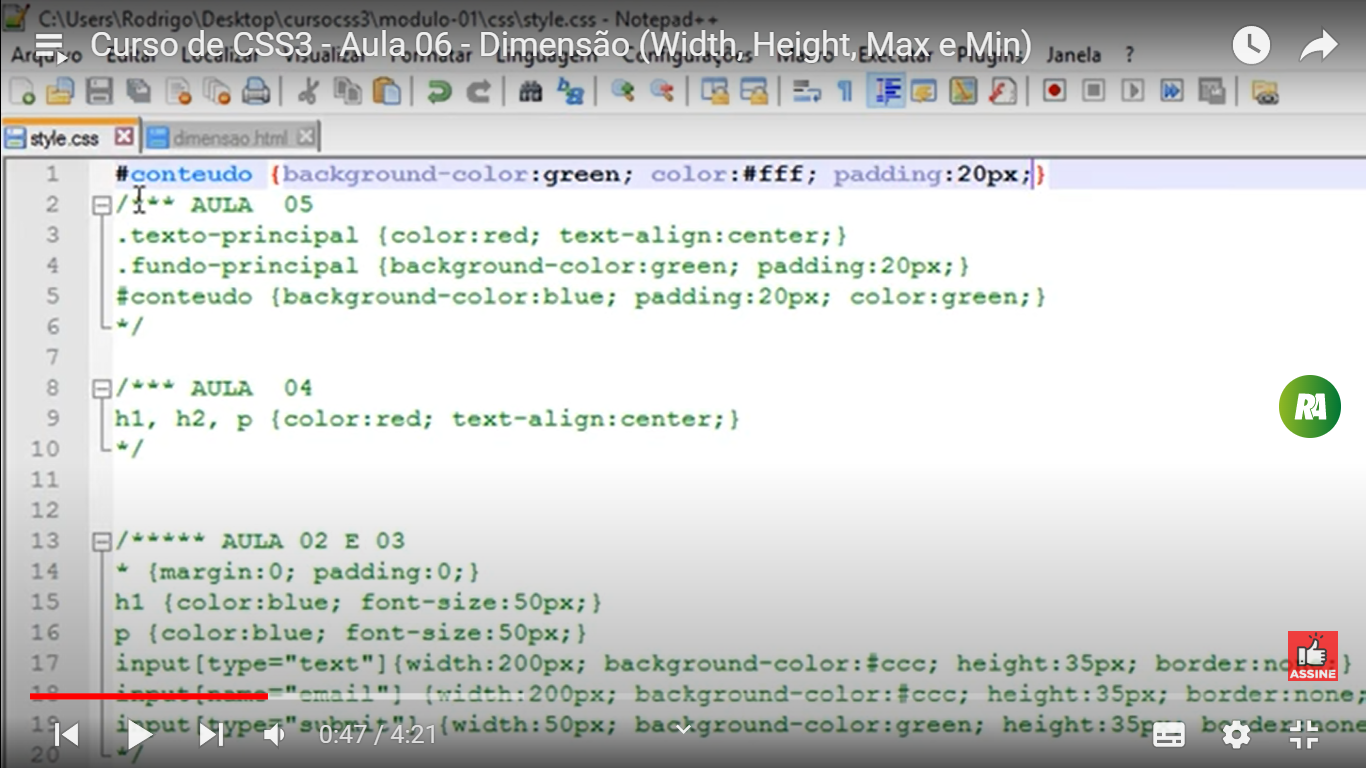 C:\Users\Rodrigo\Desktop\cursocss3\modulo-01\css\style.css - Notepad++
Curso de CSS3 - Aula 06 - Dimensão (Width, Height, Max e Min)
Arquivo Editar Localizar Visualizar Formatar Linguagem Configurações Macro Executar Plugins Janela ?
style.css dimensao.html
1 #conteudo {background-color:green; color:#fff; padding:20px;}
2 /*** AULA  05
3 .texto-principal {color:red; text-align:center;}
4 .fundo-principal {background-color:green; padding:20px;}
5 #conteudo {background-color:blue; padding:20px; color:green;}
6 */
7
8 /*** AULA  04
9 h1, h2, p {color:red; text-align:center;}
10 */
11
12
13 /***** AULA 02 E 03
14 * {margin:0; padding:0;}
15 h1 {color:blue; font-size:50px;}
16 p {color:blue; font-size:50px;}
17 input[type="text"]{width:200px; background-color:#ccc; height:35px; border:none;}
18 input[name="email"] {width:200px; background-color:#ccc; height:35px; border:none;
19 input[type="submit"] {width:50px; background-color:green; height:35px border:none
20 */
RA
ASSINE
0:47 / 4:21